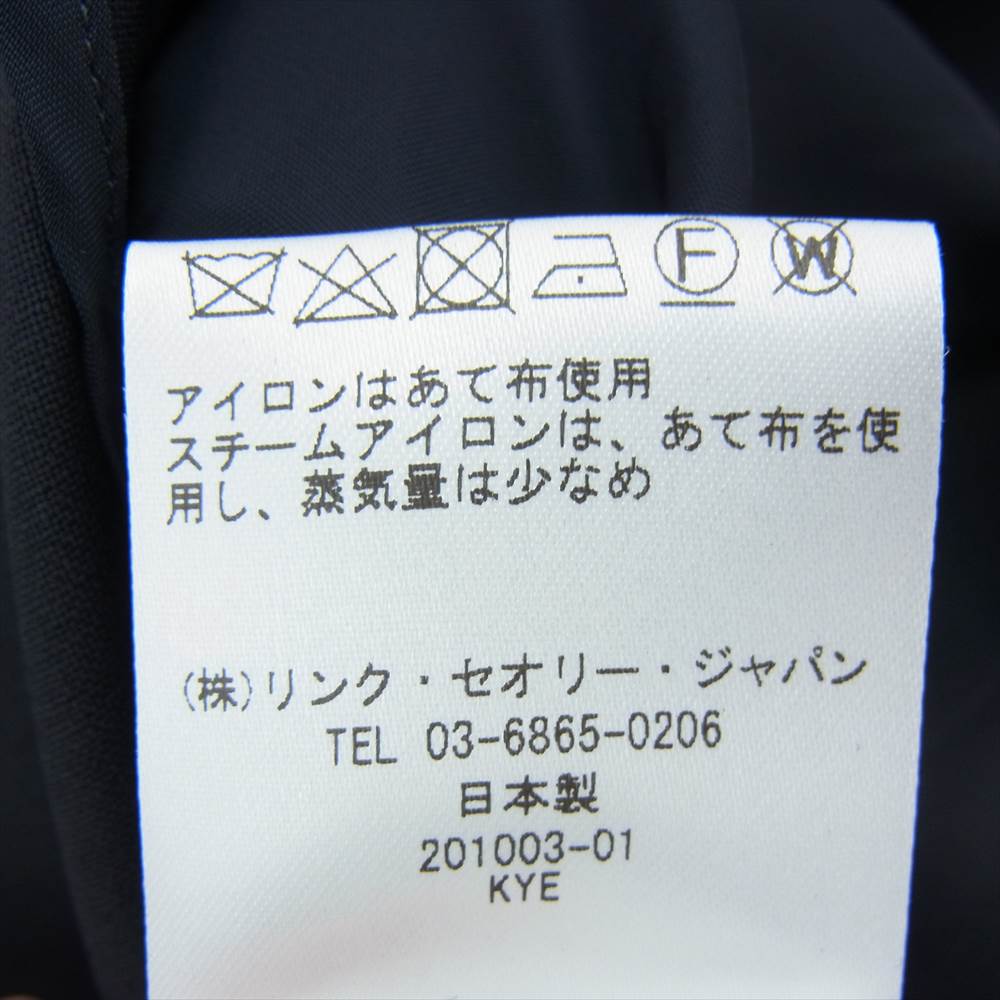 F W
アイロンはあて布使用
スチームアイロンは、あて布を使
用し、蒸気量は少なめ
(株)リンク・セオリー・ジャパン
TEL 03-6865-0206
日本製
201003-01
KYE